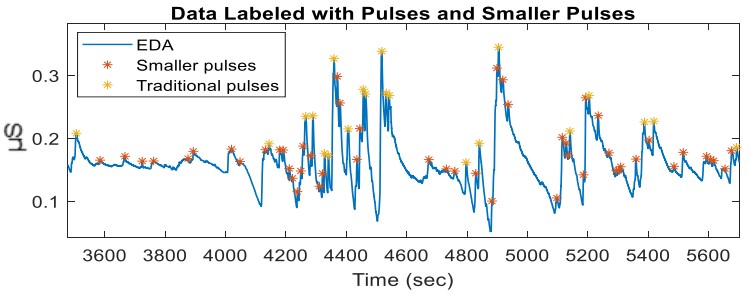 Data Labeled with Pulses and Smaller Pulses
EDA
Smaller pulses
Traditional pulses
0.3
0.2
0.1
µS
3600 3800 4000 4200 4400 4600 4800 5000 5200 5400 5600
Time (sec)